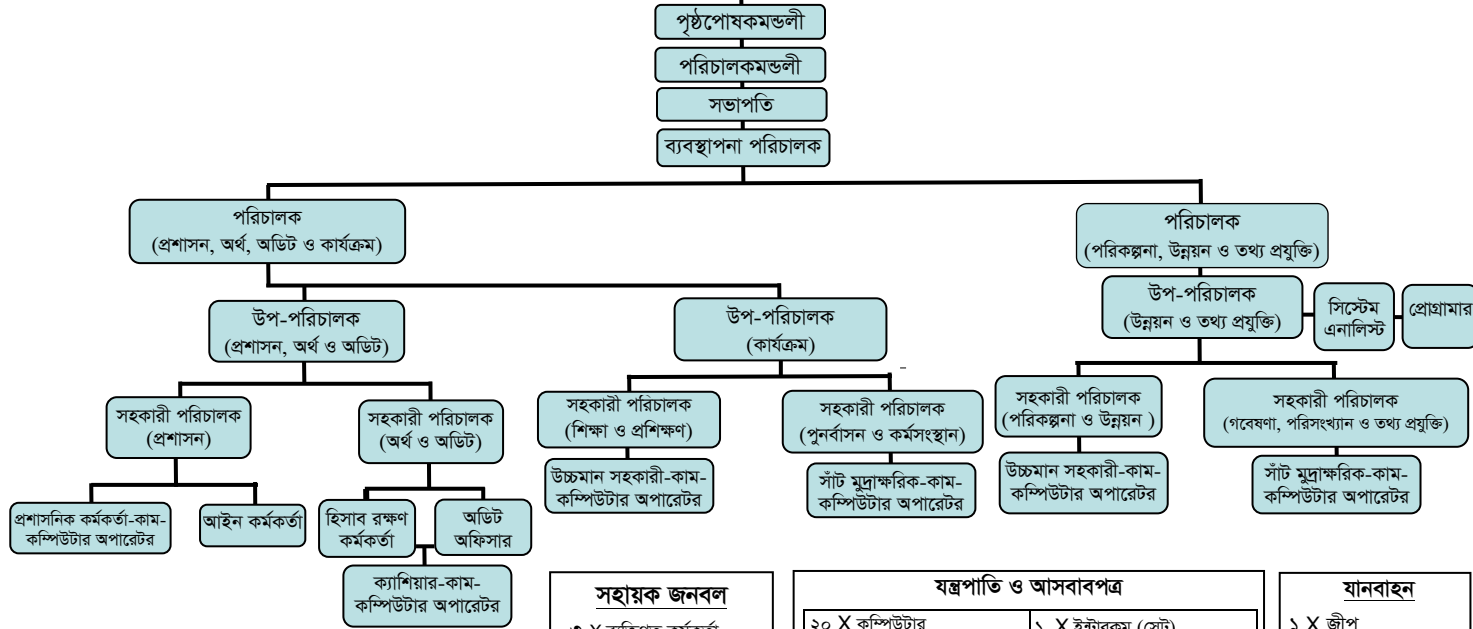 পৃষ্ঠপোষকমন্ডলী
পরিচালকমন্ডলী
সভাপতি
ব্যবস্থাপনা পরিচালক
পরিচালক
(প্রশাসন, অর্থ, অডিট ও কার্যক্রম)
পরিচালক
(পরিকল্পনা, উন্নয়ন ও তথ্য প্রযুক্তি)
উপ-পরিচালক
(প্রশাসন, অর্থ ও অডিট)
উপ-পরিচালক
(কার্যক্রম)
উপ-পরিচালক
(উন্নয়ন ও তথ্য প্রযুক্তি)
সিস্টেম
এনালিস্ট
প্রোগ্রামার
সহকারী পরিচালক
(প্রশাসন)
সহকারী পরিচালক
(অর্থ ও অডিট)
সহকারী পরিচালক
(শিক্ষা ও প্রশিক্ষণ)
সহকারী পরিচালক
(পুনর্বাসন ও কর্মসংস্থান)
সহকারী পরিচালক
(পরিকল্পনা ও উন্নয়ন )
সহকারী পরিচালক
(গবেষণা, পরিসংখ্যান ও তথ্য প্রযুক্তি)
প্রশাসনিক কর্মকর্তা-কাম-
কম্পিউটার অপারেটর
আইন কর্মকর্তা
হিসাব রক্ষণ
কর্মকর্তা
অডিট
অফিসার
ক্যাশিয়ার-কাম-
কম্পিউটার অপারেটর
উচ্চমান সহকারী-কাম-
কম্পিউটার অপারেটর
সাঁট মুদ্রাক্ষরিক-কাম-
কম্পিউটার অপারেটর
উচ্চমান সহকারী-কাম-
কম্পিউটার অপারেটর
সাঁট মুদ্রাক্ষরিক-কাম-
কম্পিউটার অপারেটর
সহায়ক জনবল
যন্ত্রপাতি ও আসবাবপত্র
২০ X কম্পিউটার
১ X ইন্টারকম (সেট)
যানবাহন
১ X জীপ